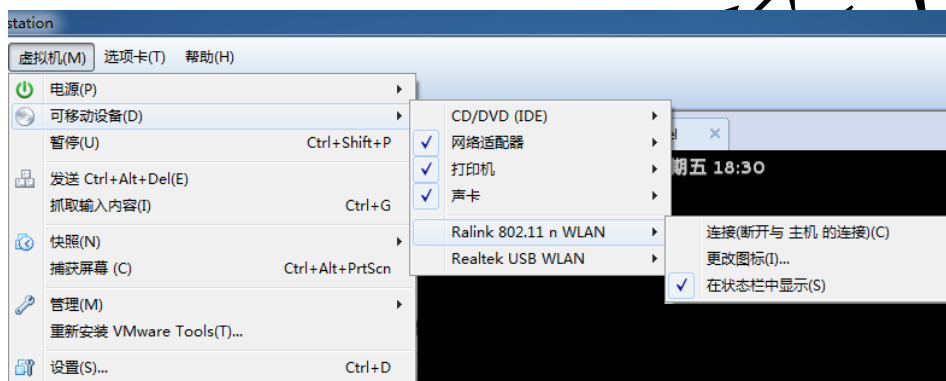 statio
虚拟机(M) 选项卡(T) 帮助(H)
电源(P)
可移动设备(D)
暂停(U) Ctrl+Shift+P
发送 Ctrl+Alt+Del(E)
抓取输入内容(I) Ctrl+G
快照(N)
捕获屏幕 (C) Ctrl+Alt+PrtScn
管理(M)
重新安装 VMware Tools(T)...
设置(S)... Ctrl+D
CD/DVD (IDE)
网络适配器
打印机
声卡
Ralink 802.11 n WLAN
Realtek USB WLAN
期五 18:30
连接(断开与 主机 的连接)(C)
更改图标(I)...
在状态栏中显示(S)